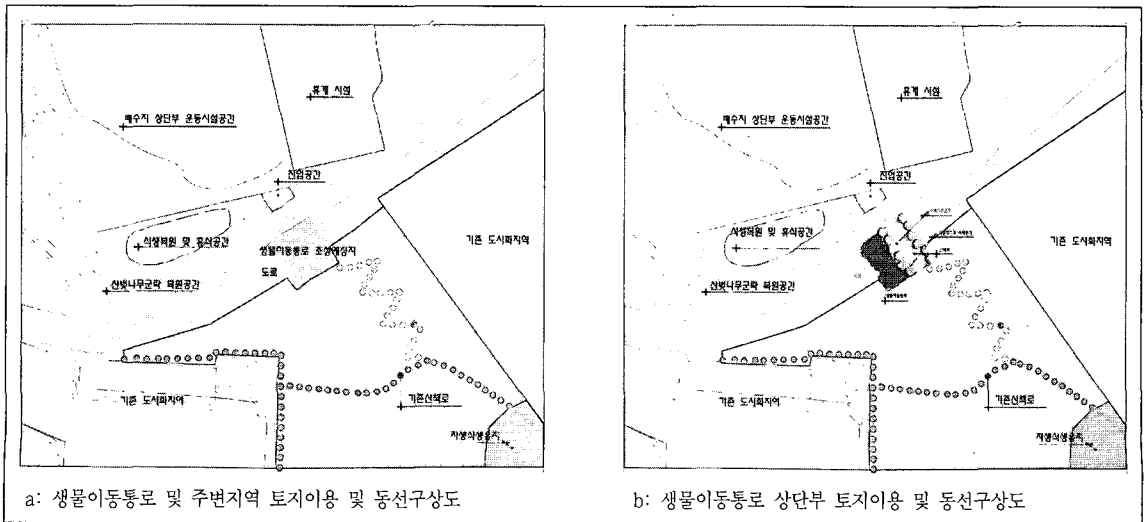 휴게 시설
배수지 상단부 운동시설공간
진입공간
식생복원 및 휴식공간
생물이동통로 조성예정지
도로
기존 도시화지역
산벚나무군락 복원공간
기존 도시화지역
기존산책로
자생식생유지
a: 생물이동통로 및 주변지역 토지이용 및 동선구상도
휴게 시설
배수지 상단부 운동시설공간
진입공간
식생복원 및 휴식공간
기존 도시화지역
산벚나무군락 복원공간
생물이동통로
기존 도시화지역
기존산책로
자생식생유지
b: 생물이동통로 상단부 토지이용 및 동선구상도